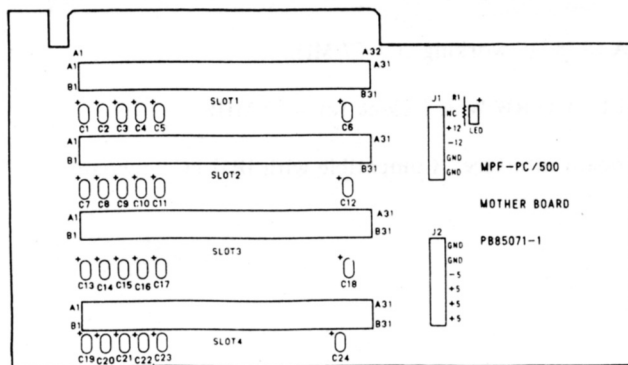 A1 A32
A1 A31
B1 B31
SLOT1
C1 C2 C3 C4 C5 C6
A1 A31
B1 B31
SLOT2
C7 C8 C9 C10 C11 C12
A1 A31
B1 B31
SLOT3
C13 C14 C15 C16 C17 C18
A1 A31
B1 B31
SLOT4
C19 C20 C21 C22 C23 C24
J1
NC
+12
-12
GND
GND
R1
+
LED
MPF-PC/500
MOTHER BOARD
PB85071-1
J2
GND
GND
-5
+5
+5
+5